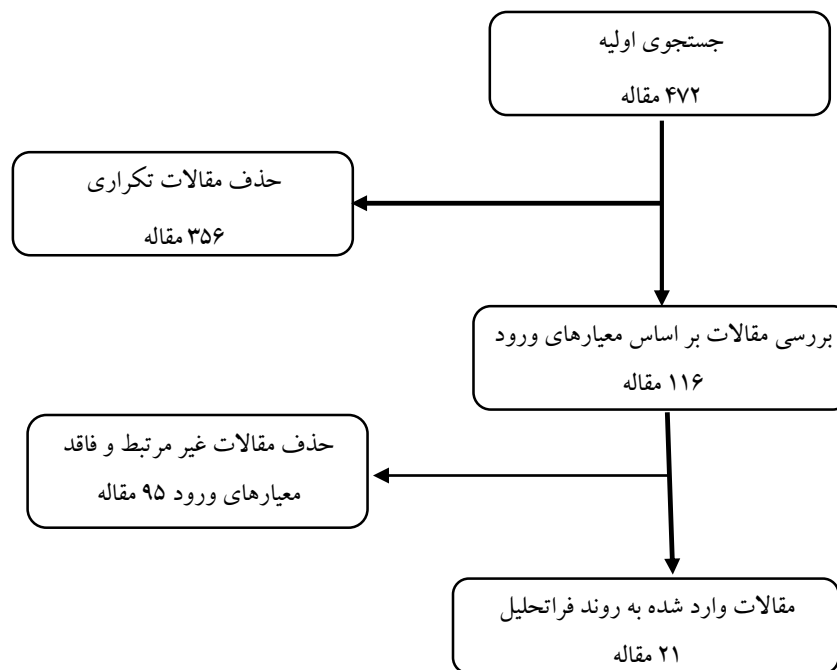 جستجوی اولیه
۴۷۲ مقاله
حذف مقالات تکراری
۳۵۶ مقاله
بررسی مقالات بر اساس معیارهای ورود
۱۱۶ مقاله
حذف مقالات غیر مرتبط و فاقد
معیارهای ورود ۹۵ مقاله
مقالات وارد شده به روند فراتحلیل
۲۱ مقاله